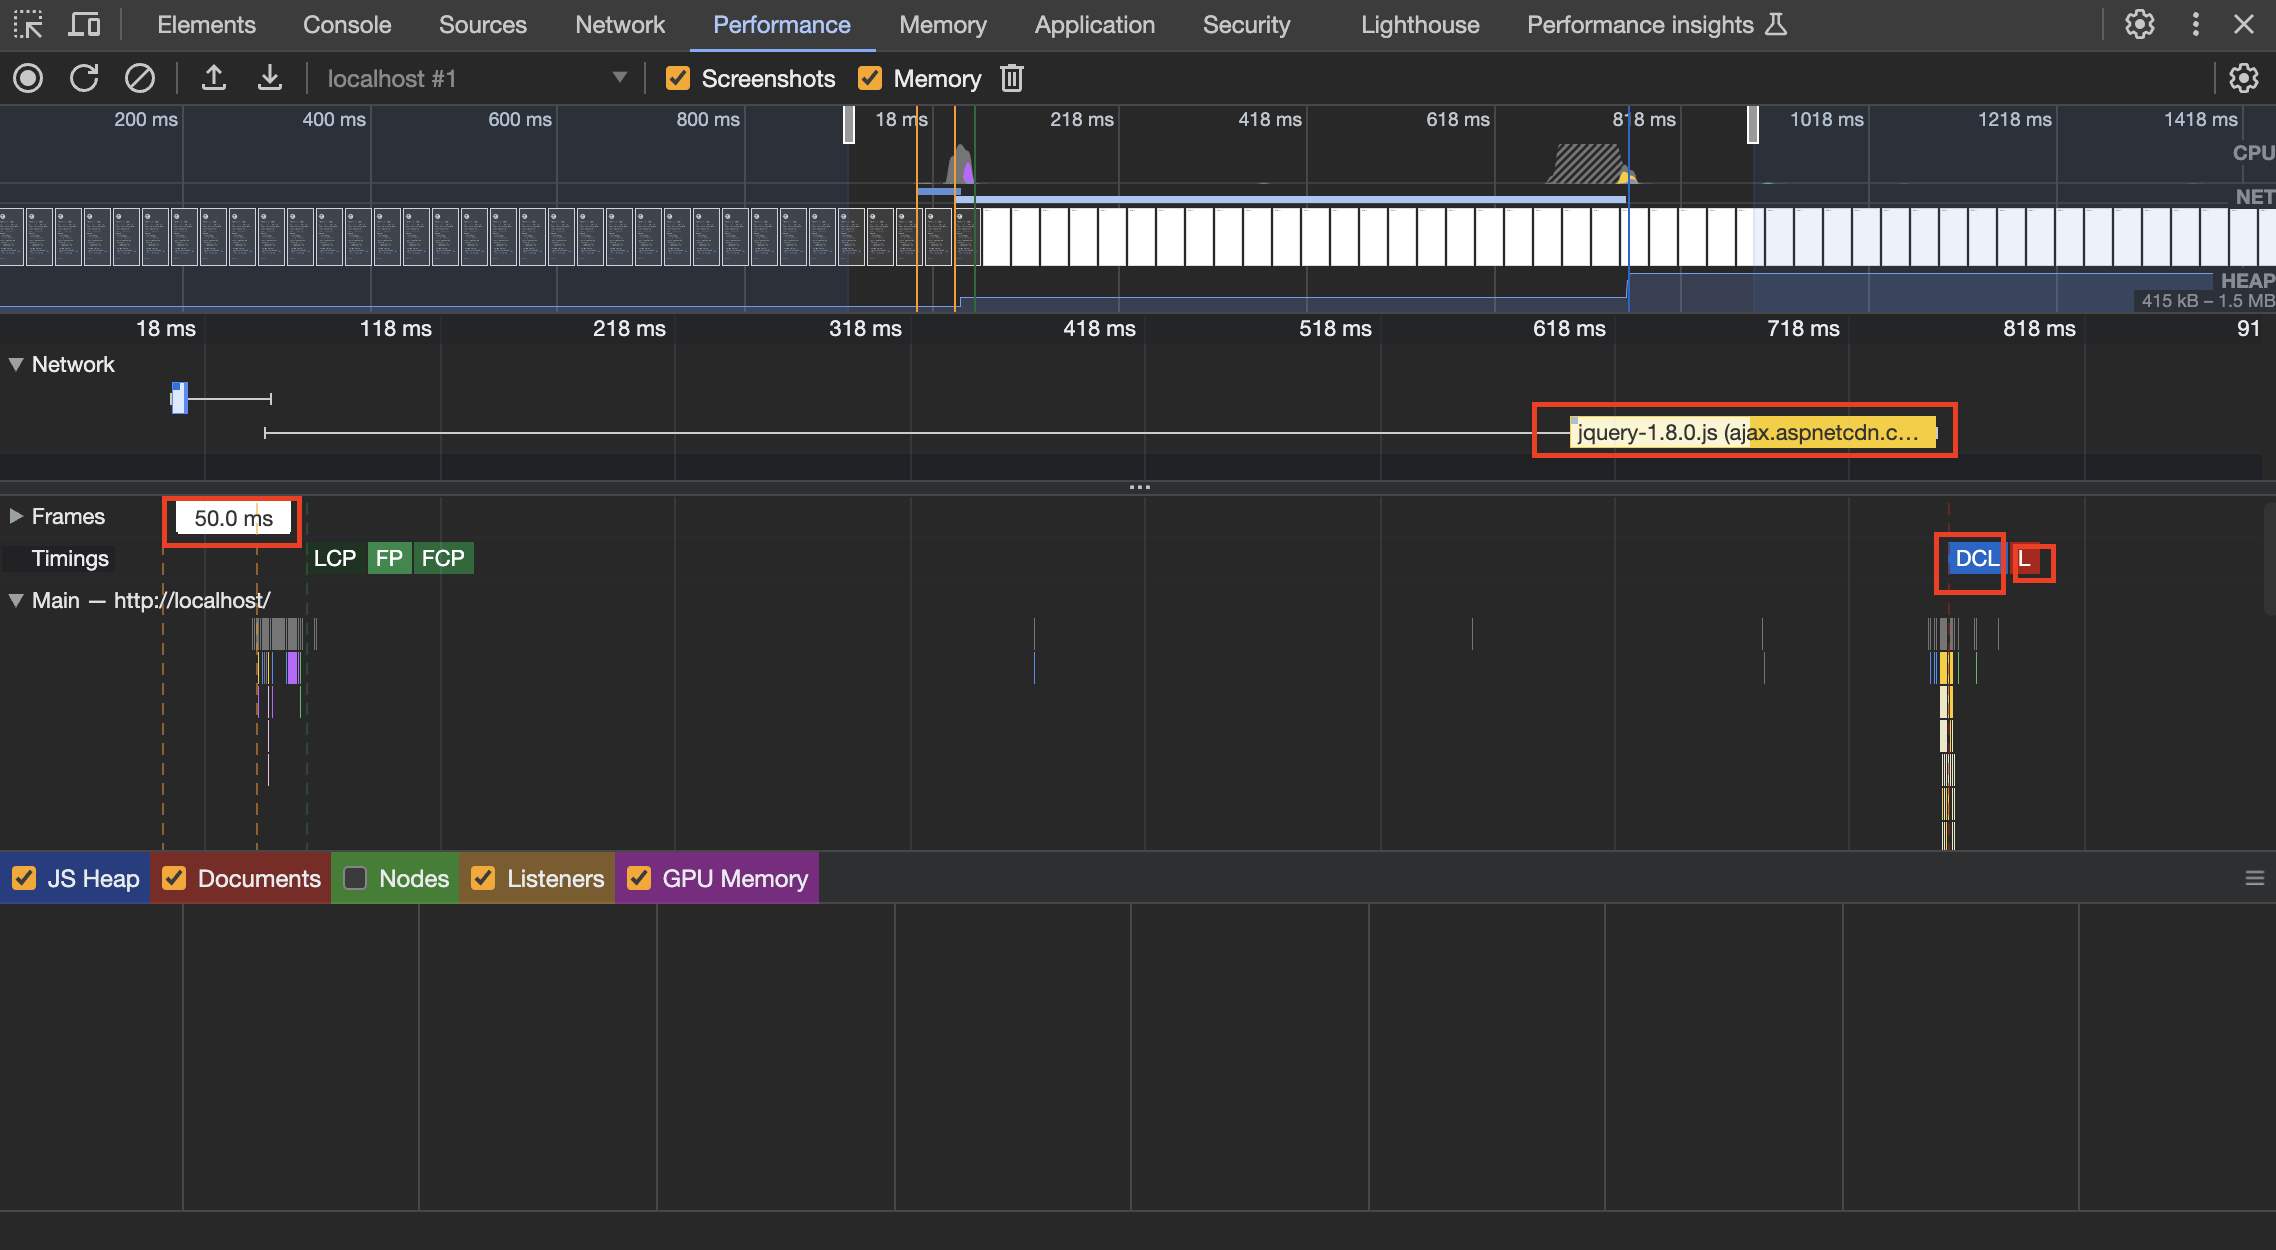 Elements Console Sources Network Performance Memory Application Security Lighthouse Performance insights
localhost #1 Screenshots Memory
200 ms 400 ms 600 ms 800 ms 18 ms 218 ms 418 ms 618 ms 818 ms 1018 ms 1218 ms 1418 ms
CPU
NET
HEAP
415 kB – 1.5 MB
18 ms 118 ms 218 ms 318 ms 418 ms 518 ms 618 ms 718 ms 818 ms 91
Network
jquery-1.8.0.js (ajax.aspnetcdn.c…
Frames 50.0 ms
Timings LCP FP FCP DCL L
Main — http://localhost/
JS Heap Documents Nodes Listeners GPU Memory